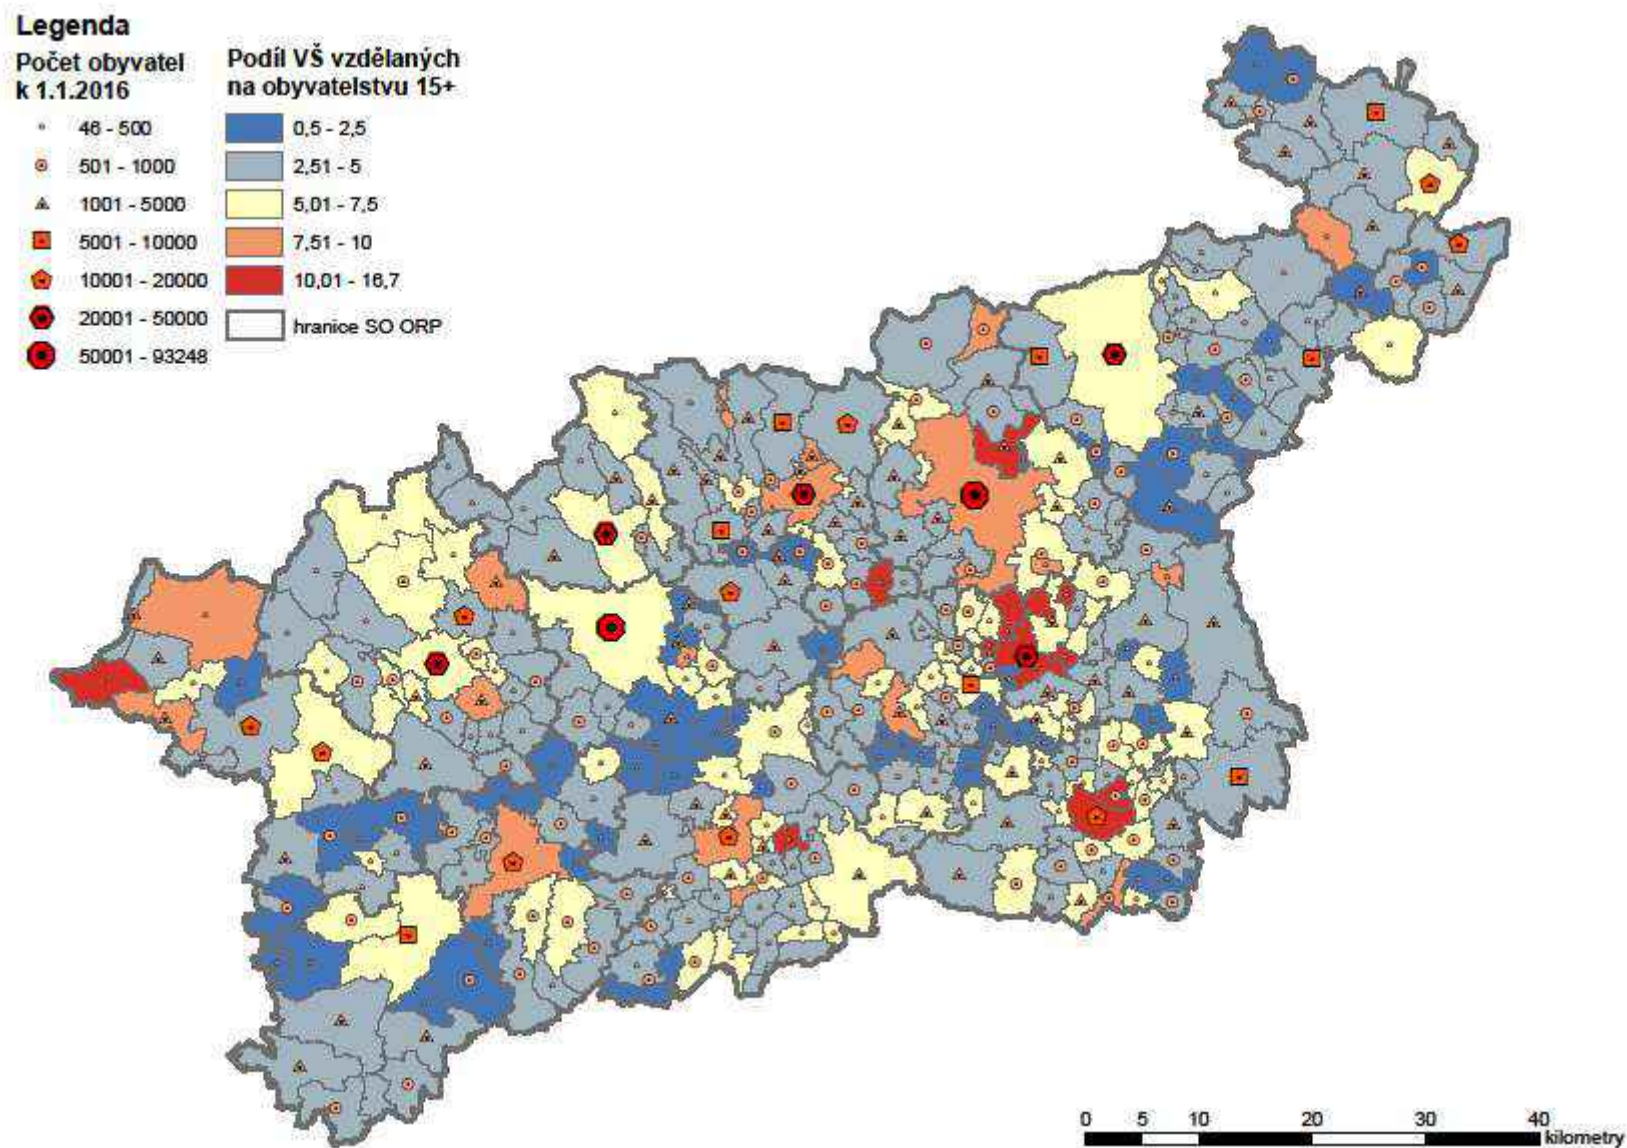 Legenda
Počet obyvatel
k 1.1.2016
46 - 500
501 - 1000
1001 - 5000
5001 - 10000
10001 - 20000
20001 - 50000
50001 - 93248
Podíl VŠ vzdělaných
na obyvatelstvu 15+
0,5 - 2,5
2,51 - 5
5,01 - 7,5
7,51 - 10
10,01 - 16,7
hranice SO ORP
0 5 10 20 30 40
kilometry